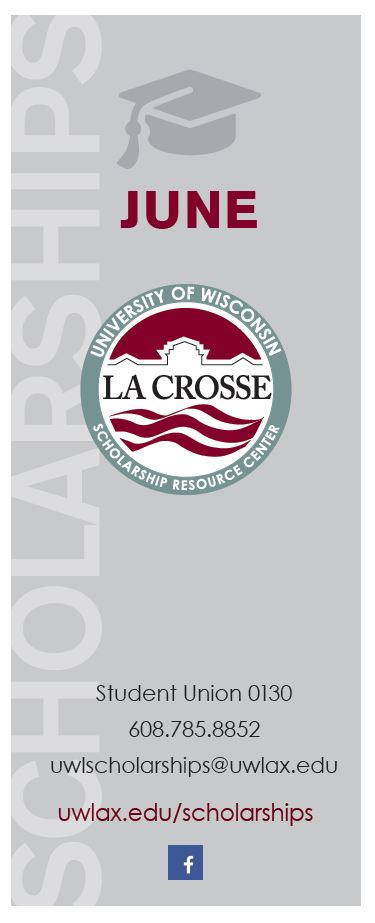 SCHOLARSHIPS
JUNE
UNIVERSITY OF WISCONSIN
LA CROSSE
SCHOLARSHIP RESOURCE CENTER
Student Union 0130
608.785.8852
uwlscholarships@uwlax.edu
uwlax.edu/scholarships
f